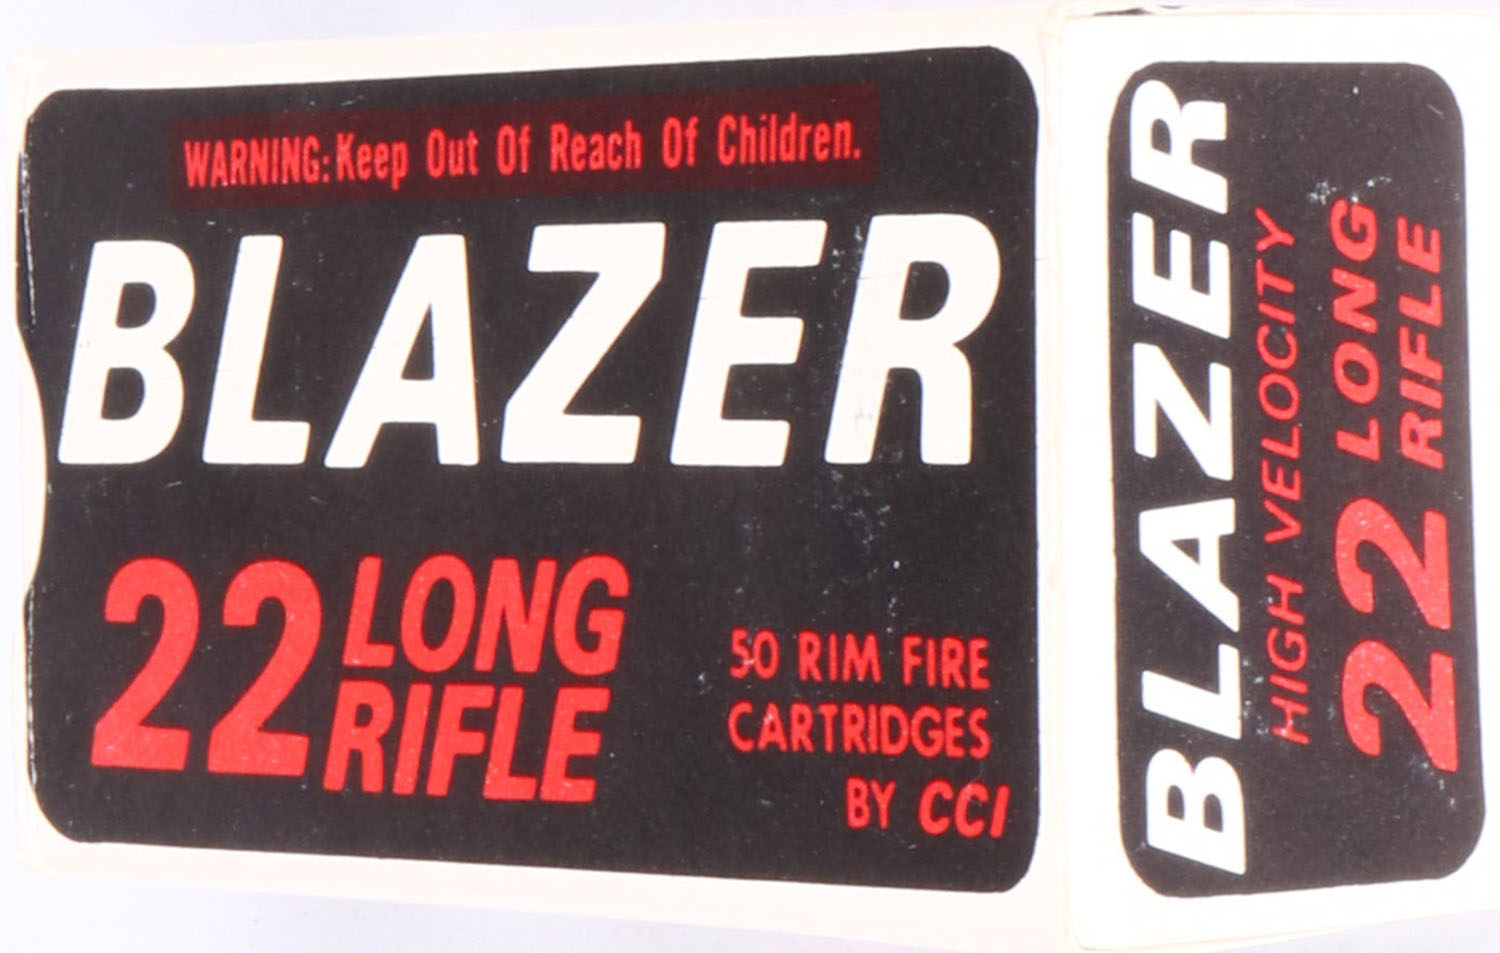 WARNING: Keep Out Of Reach Of Children.
BLAZER
22 LONG
RIFLE
50 RIM FIRE
CARTRIDGES
BY CCI
BLAZER
HIGH VELOCITY
22 LONG
RIFLE